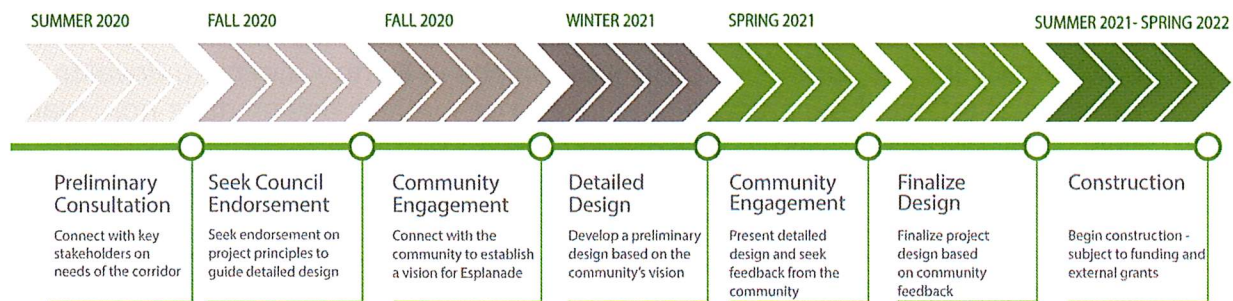 SUMMER 2020
FALL 2020
FALL 2020
WINTER 2021
SPRING 2021
SUMMER 2021- SPRING 2022
Preliminary
Consultation
Connect with key
stakeholders on
needs of the corridor
Seek Council
Endorsement
Seek endorsement on
project principles to
guide detailed design
Community
Engagement
Connect with the
community to establish
a vision for Esplanade
Detailed
Design
Develop a preliminary
design based on the
community's vision
Community
Engagement
Present detailed
design and seek
feedback from the
community
Finalize
Design
Finalize project
design based
on community
feedback
Construction
Begin construction -
subject to funding and
external grants